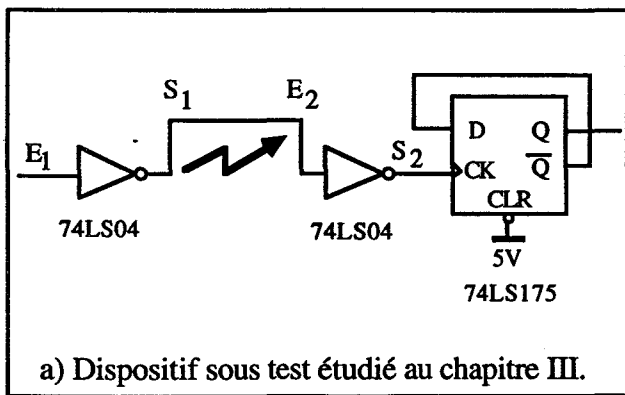 S1 E2
E1
S2
D Q
CK Q̅
CLR
74LS04 74LS04
5V
74LS175
a) Dispositif sous test étudié au chapitre III.